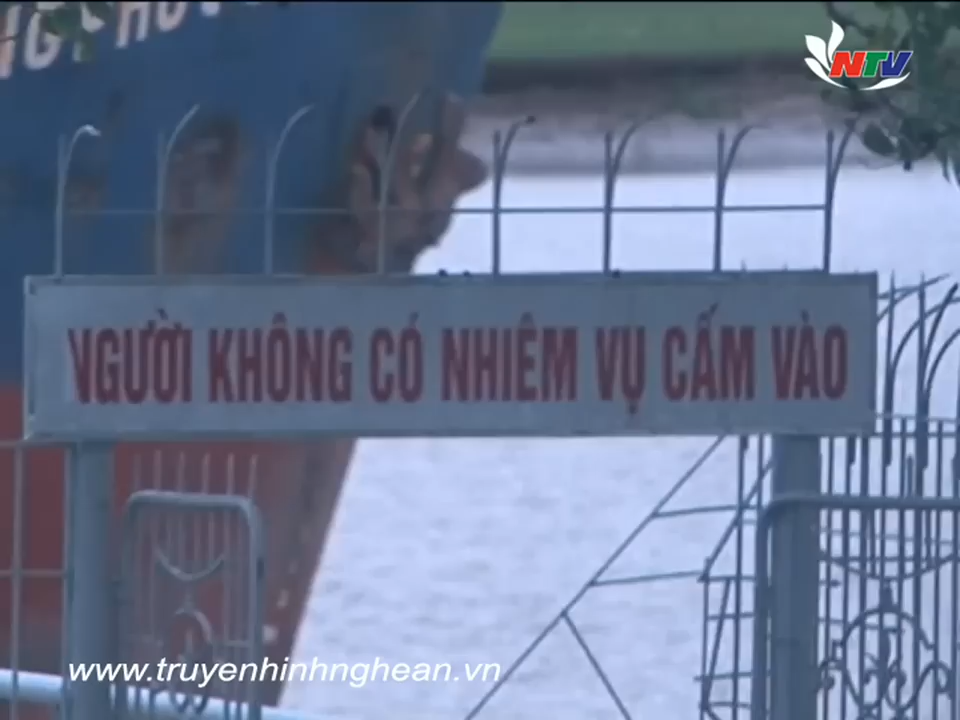 NTV
NGƯỜI KHÔNG CÓ NHIỆM VỤ CẤM VÀO
www.truyenhinhnghean.vn